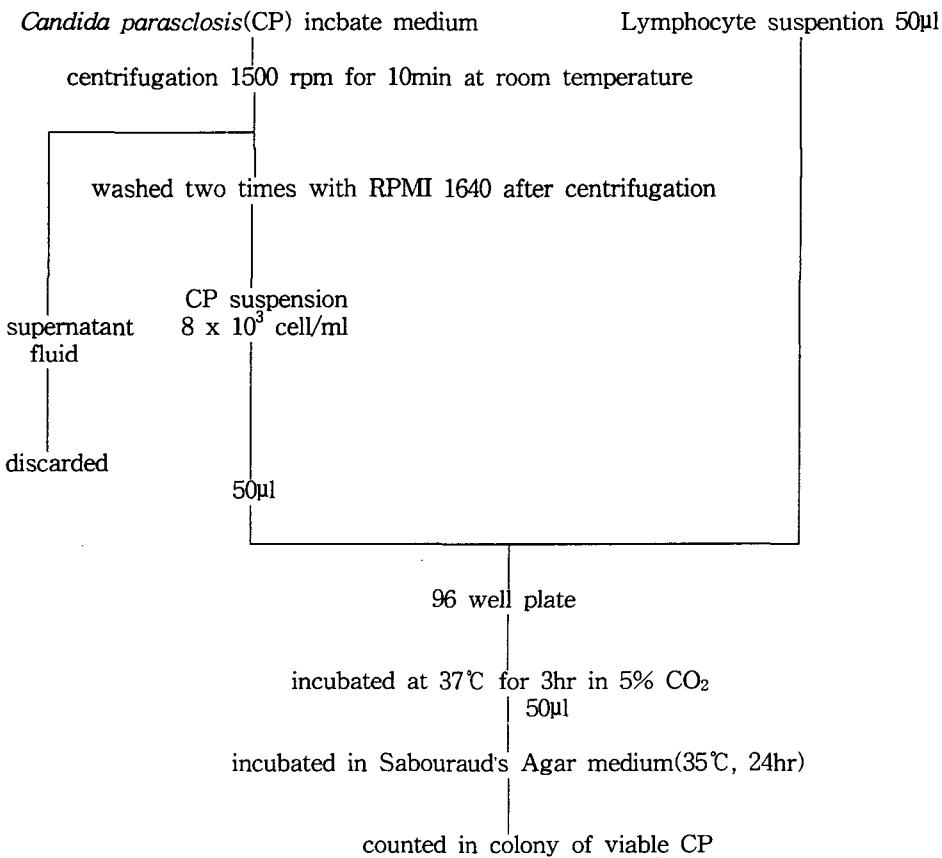 Candida parasclosis(CP) incbate medium
Lymphocyte suspention 50μl
centrifugation 1500 rpm for 10min at room temperature
washed two times with RPMI 1640 after centrifugation
CP suspension
8 x 10³ cell/ml
supernatant
fluid
discarded
50μl
96 well plate
incubated at 37℃ for 3hr in 5% CO₂
50μl
incubated in Sabouraud's Agar medium(35℃, 24hr)
counted in colony of viable CP